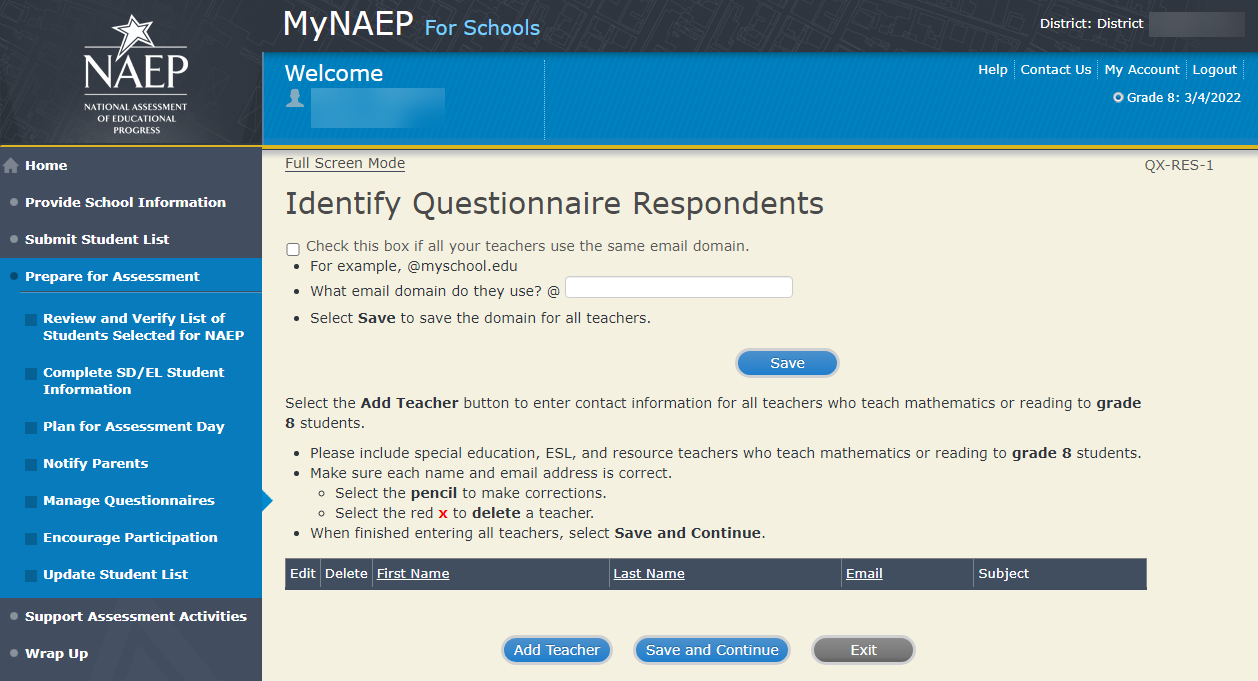 NAEP
NATIONAL ASSESSMENT
OF EDUCATIONAL
PROGRESS
MyNAEP For Schools
District: District
Welcome
Help Contact Us My Account Logout
Grade 8: 3/4/2022
Home
Provide School Information
Submit Student List
Prepare for Assessment
Review and Verify List of
Students Selected for NAEP
Complete SD/EL Student
Information
Plan for Assessment Day
Notify Parents
Manage Questionnaires
Encourage Participation
Update Student List
Support Assessment Activities
Wrap Up
Full Screen Mode
QX-RES-1
Identify Questionnaire Respondents
Check this box if all your teachers use the same email domain.
For example, @myschool.edu
What email domain do they use? @
Select Save to save the domain for all teachers.
Save
Select the Add Teacher button to enter contact information for all teachers who teach mathematics or reading to grade
8 students.
Please include special education, ESL, and resource teachers who teach mathematics or reading to grade 8 students.
Make sure each name and email address is correct.
Select the pencil to make corrections.
Select the red x to delete a teacher.
When finished entering all teachers, select Save and Continue.
Edit Delete First Name Last Name Email Subject
Add Teacher Save and Continue Exit